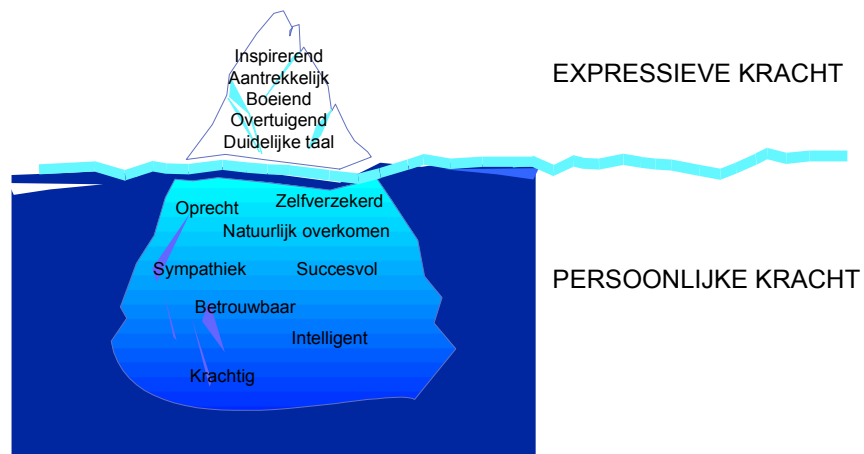 Inspirerend
Aantrekkelijk
Boeiend
Overtuigend
Duidelijke taal
EXPRESSIEVE KRACHT
Oprecht
Zelfverzekerd
Natuurlijk overkomen
Sympathiek
Succesvol
Betrouwbaar
Intelligent
Krachtig
PERSOONLIJKE KRACHT